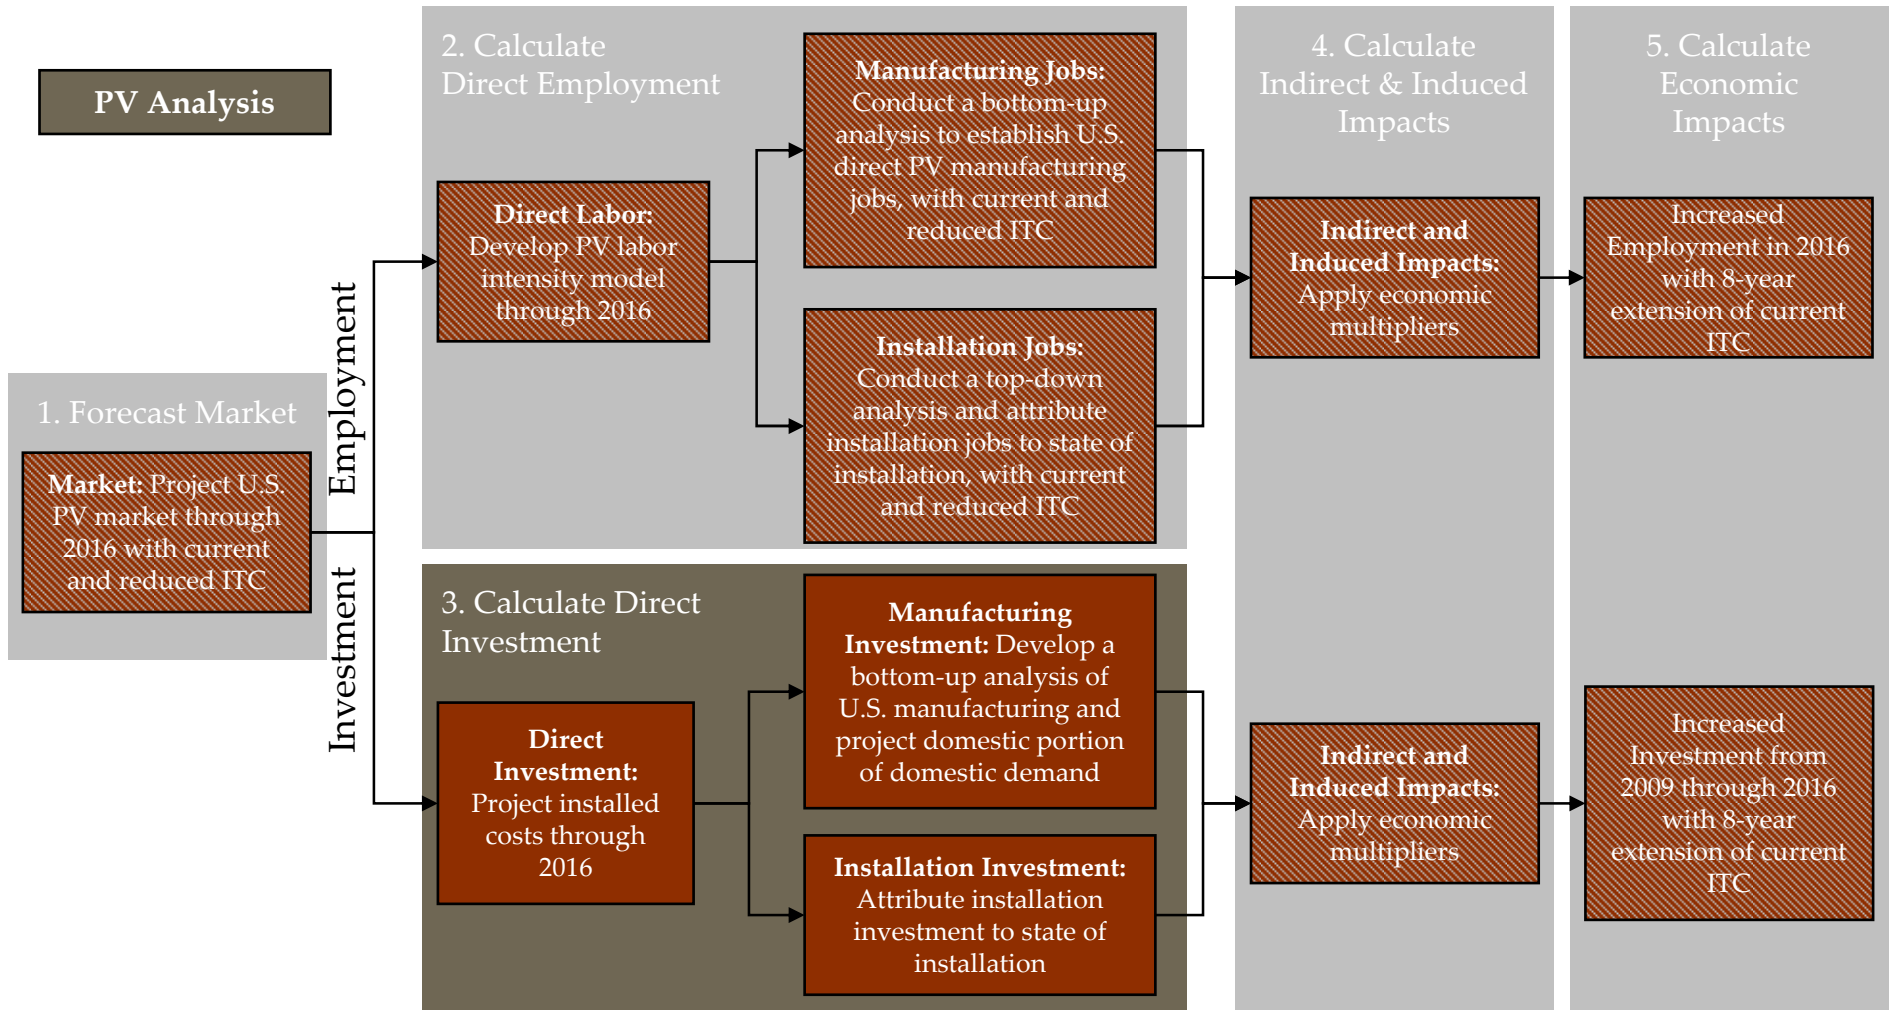 PV Analysis
1. Forecast Market
Market: Project U.S.
PV market through
2016 with current
and reduced ITC
Employment
Investment
2. Calculate
Direct Employment
Direct Labor:
Develop PV labor
intensity model
through 2016
Manufacturing Jobs:
Conduct a bottom-up
analysis to establish U.S.
direct PV manufacturing
jobs, with current and
reduced ITC
Installation Jobs:
Conduct a top-down
analysis and attribute
installation jobs to state of
installation, with current
and reduced ITC
3. Calculate Direct
Investment
Direct
Investment:
Project installed
costs through
2016
Manufacturing
Investment: Develop a
bottom-up analysis of
U.S. manufacturing and
project domestic portion
of domestic demand
Installation Investment:
Attribute installation
investment to state of
installation
4. Calculate
Indirect & Induced
Impacts
Indirect and
Induced Impacts:
Apply economic
multipliers
Indirect and
Induced Impacts:
Apply economic
multipliers
5. Calculate
Economic
Impacts
Increased
Employment in 2016
with 8-year
extension of current
ITC
Increased
Investment from
2009 through 2016
with 8-year
extension of current
ITC